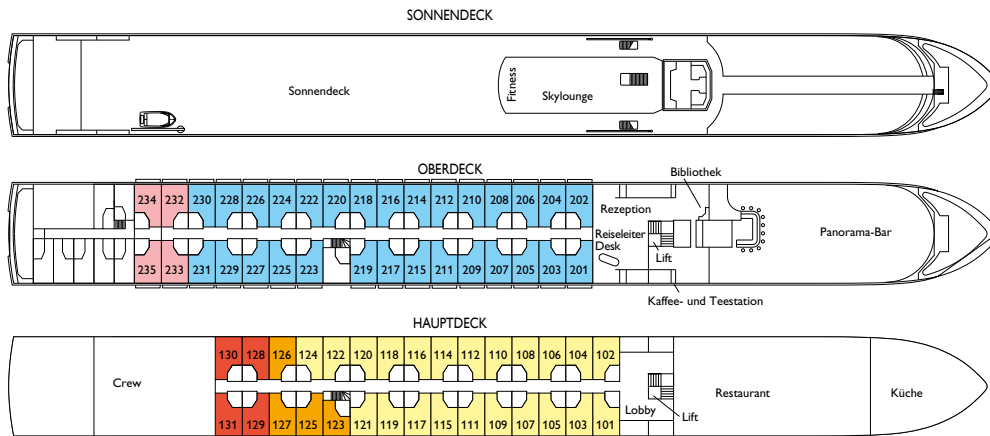 SONNENDECK
Sonnendeck
Fitness
Skylounge
OBERDECK
Bibliothek
234 232 230 228 226 224 222 220 218 216 214 212 210 208 206 204 202
Rezeption
Reiseleiter
Desk
Lift
Panorama-Bar
235 233 231 229 227 225 223 219 217 215 211 209 207 205 203 201
Kaffee- und Teestation
HAUPTDECK
130 128 126 124 122 120 118 116 114 112 110 108 106 104 102
Crew
Restaurant
Küche
Lobby
Lift
131 129 127 125 123 121 119 117 115 111 109 107 105 103 101